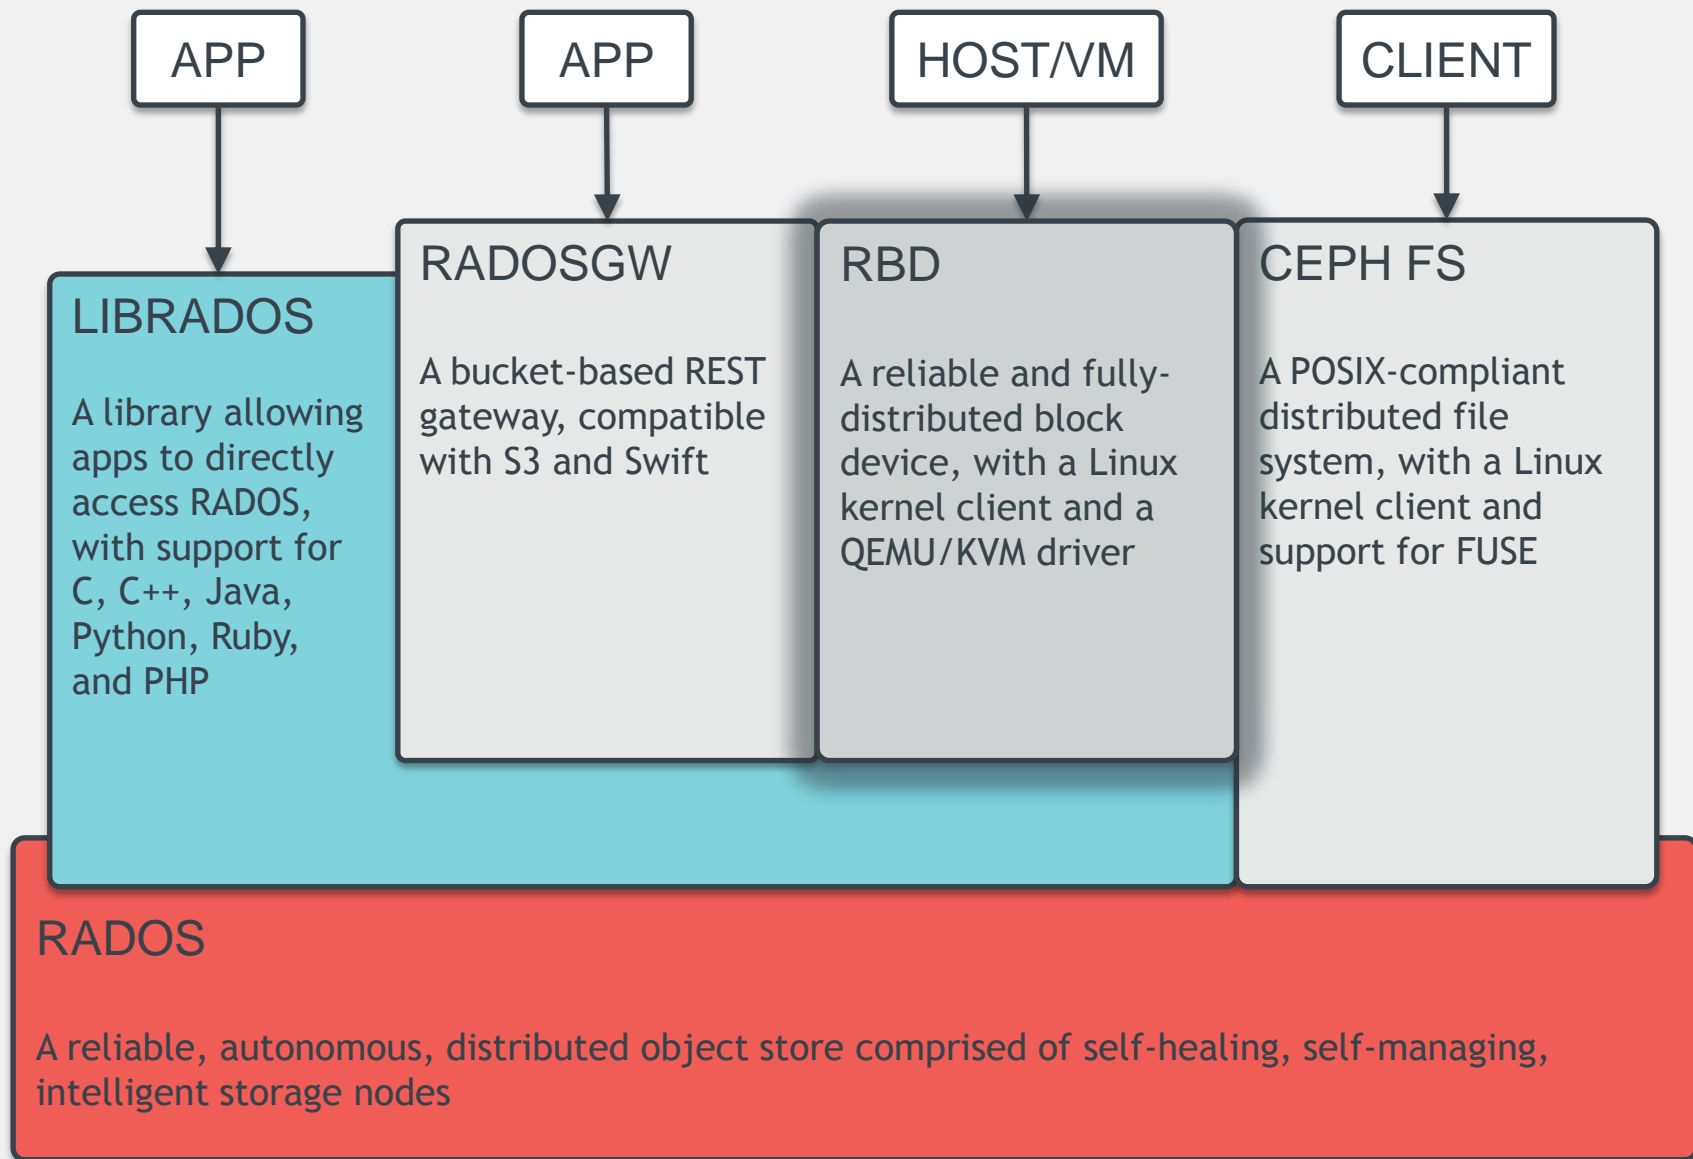 APP
APP
HOST/VM
CLIENT
LIBRADOS
A library allowing
apps to directly
access RADOS,
with support for
C, C++, Java,
Python, Ruby,
and PHP
RADOSGW
A bucket-based REST
gateway, compatible
with S3 and Swift
RBD
A reliable and fully-
distributed block
device, with a Linux
kernel client and a
QEMU/KVM driver
CEPH FS
A POSIX-compliant
distributed file
system, with a Linux
kernel client and
support for FUSE
RADOS
A reliable, autonomous, distributed object store comprised of self-healing, self-managing,
intelligent storage nodes